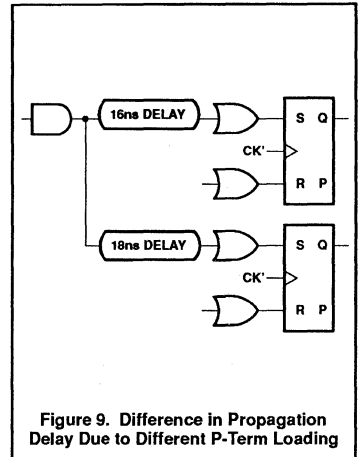 16ns DELAY
S Q
CK'
R P
18ns DELAY
S Q
CK'
R P
Figure 9. Difference in Propagation
Delay Due to Different P-Term Loading